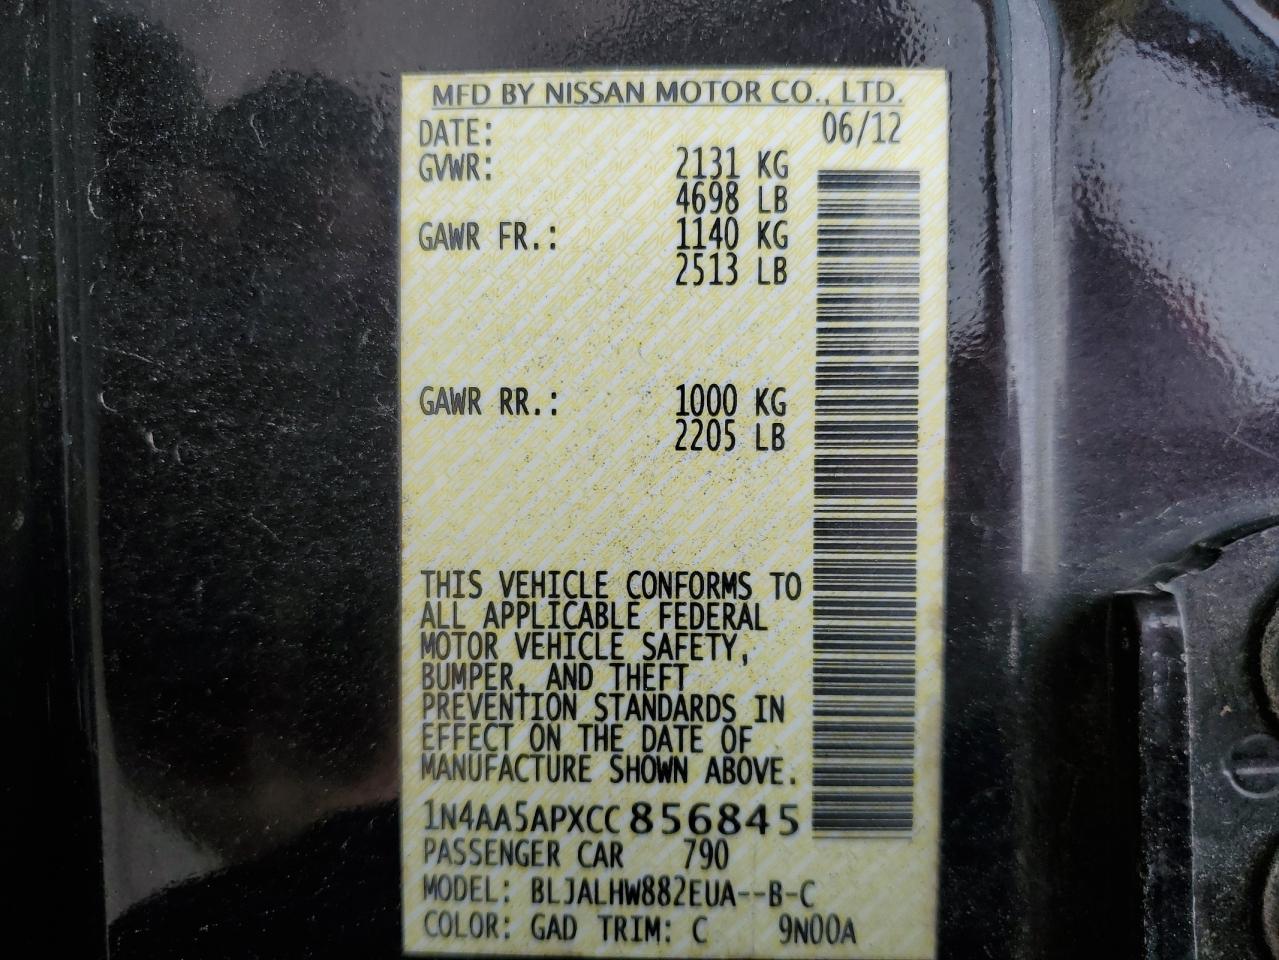 MFD BY NISSAN MOTOR CO., LTD.
DATE: 06/12
GVWR: 2131 KG
4698 LB
GAWR FR.: 1140 KG
2513 LB
GAWR RR.: 1000 KG
2205 LB
THIS VEHICLE CONFORMS TO
ALL APPLICABLE FEDERAL
MOTOR VEHICLE SAFETY,
BUMPER, AND THEFT
PREVENTION STANDARDS IN
EFFECT ON THE DATE OF
MANUFACTURE SHOWN ABOVE.
1N4AA5APXCC856845
PASSENGER CAR 790
MODEL: BLJALHW882EUA--B-C
COLOR: GAD TRIM: C 9N00A